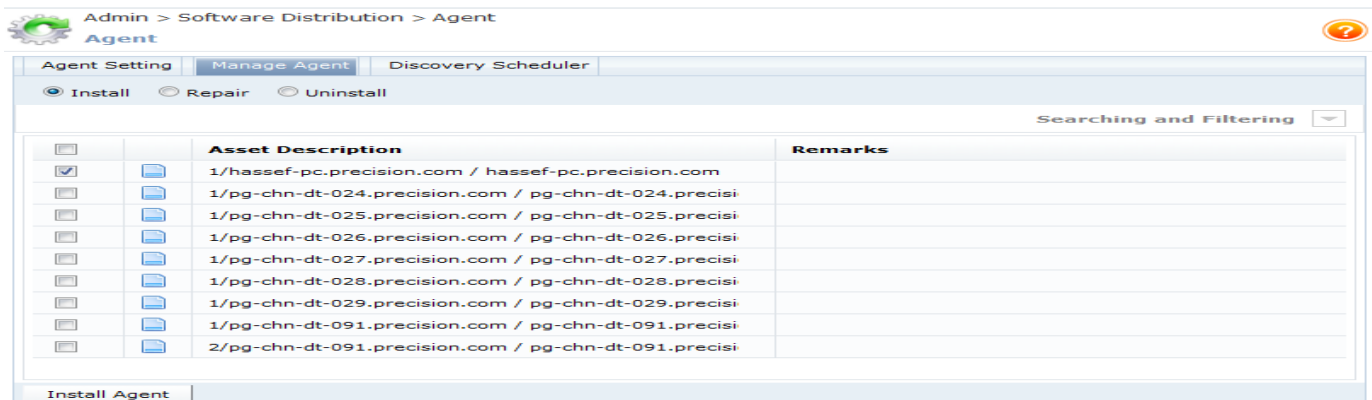 Admin > Software Distribution > Agent
Agent
?
Agent Setting Manage Agent Discovery Scheduler
Install Repair Uninstall
Searching and Filtering
Asset Description Remarks
1/hassef-pc.precision.com / hassef-pc.precision.com
1/pg-chn-dt-024.precision.com / pg-chn-dt-024.precisi
1/pg-chn-dt-025.precision.com / pg-chn-dt-025.precisi
1/pg-chn-dt-026.precision.com / pg-chn-dt-026.precisi
1/pg-chn-dt-027.precision.com / pg-chn-dt-027.precisi
1/pg-chn-dt-028.precision.com / pg-chn-dt-028.precisi
1/pg-chn-dt-029.precision.com / pg-chn-dt-029.precisi
1/pg-chn-dt-091.precision.com / pg-chn-dt-091.precisi
2/pg-chn-dt-091.precision.com / pg-chn-dt-091.precisi
Install Agent